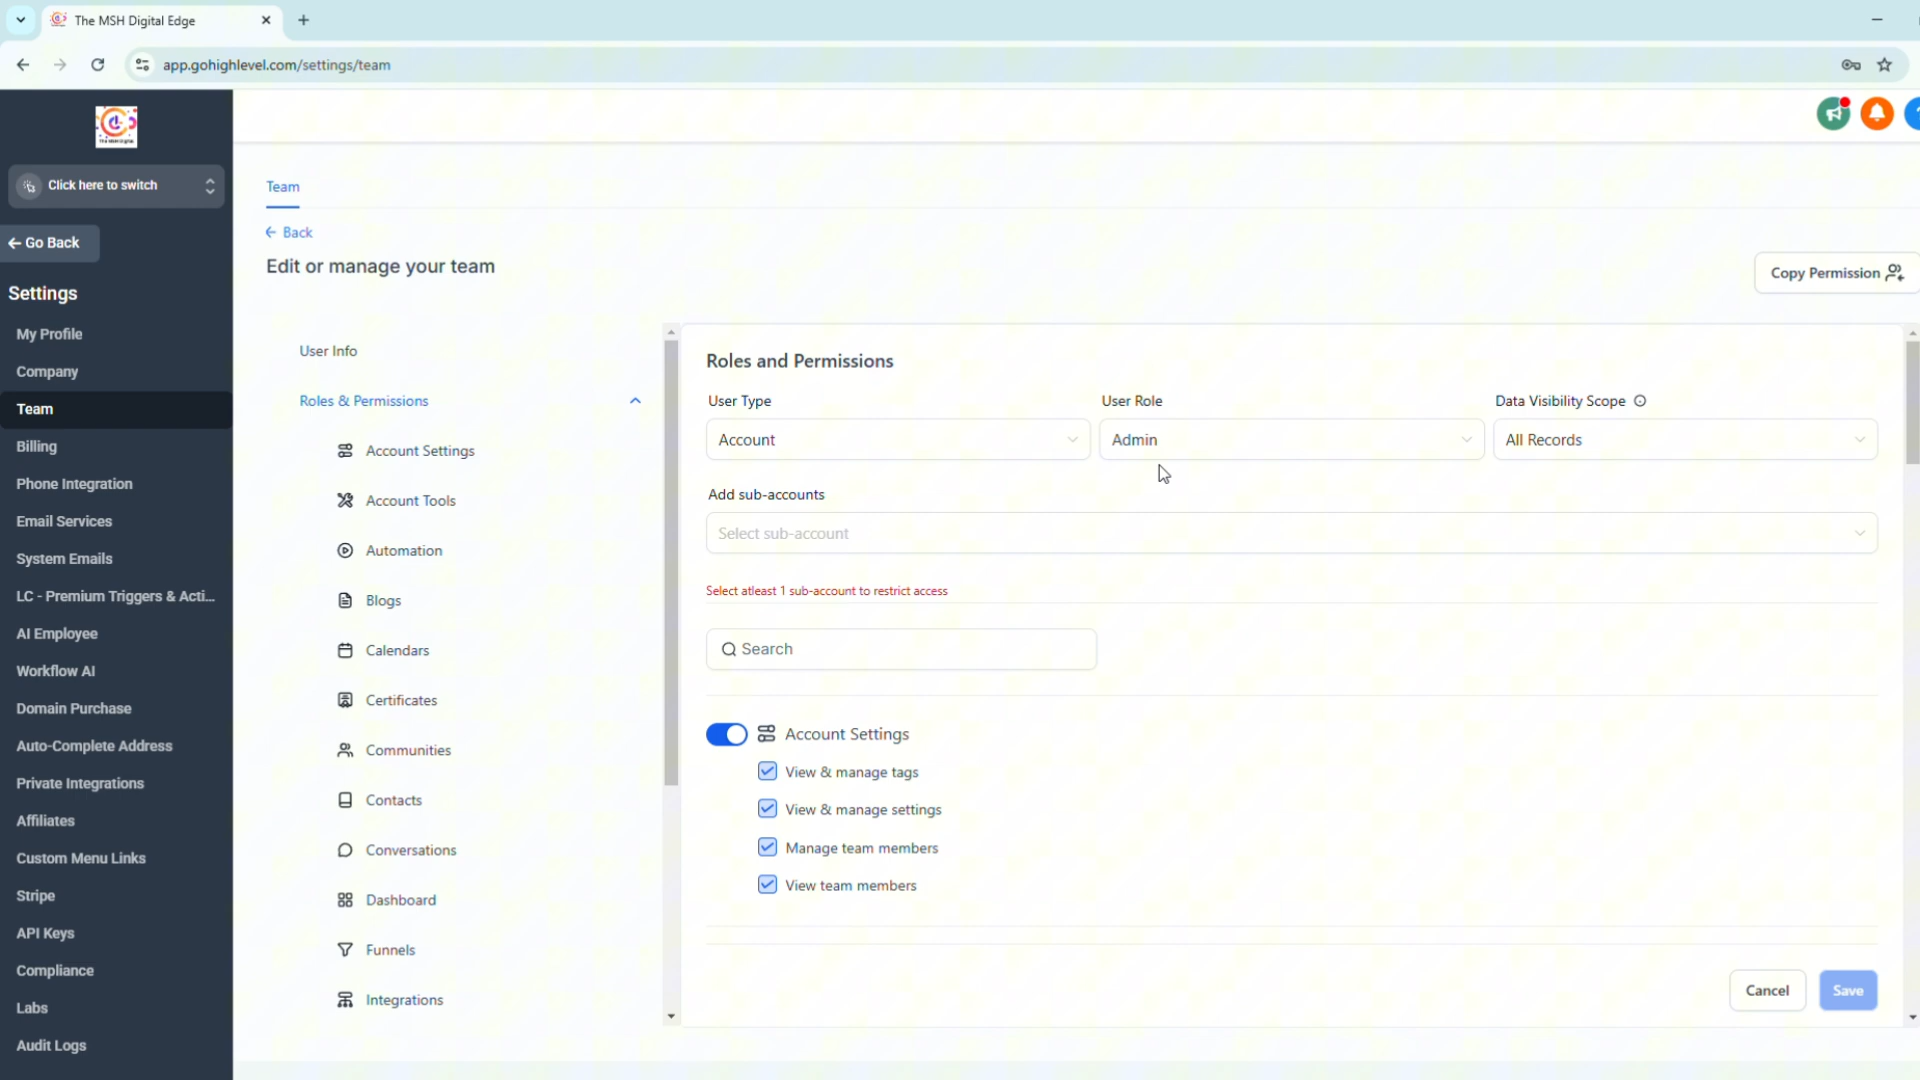 The MSH Digital Edge
app.gohighlevel.com/settings/team
Click here to switch
Go Back
Settings
My Profile
Company
Team
Billing
Phone Integration
Email Services
System Emails
LC - Premium Triggers & Acti...
AI Employee
Workflow AI
Domain Purchase
Auto-Complete Address
Private Integrations
Affiliates
Custom Menu Links
Stripe
API Keys
Compliance
Labs
Audit Logs
Team
Back
Edit or manage your team
Copy Permission
User Info
Roles & Permissions
Account Settings
Account Tools
Automation
Blogs
Calendars
Certificates
Communities
Contacts
Conversations
Dashboard
Funnels
Integrations
Roles and Permissions
User Type
User Role
Data Visibility Scope
Account
Admin
All Records
Add sub-accounts
Select sub-account
Select atleast 1 sub-account to restrict access
Search
Account Settings
View & manage tags
View & manage settings
Manage team members
View team members
Cancel
Save